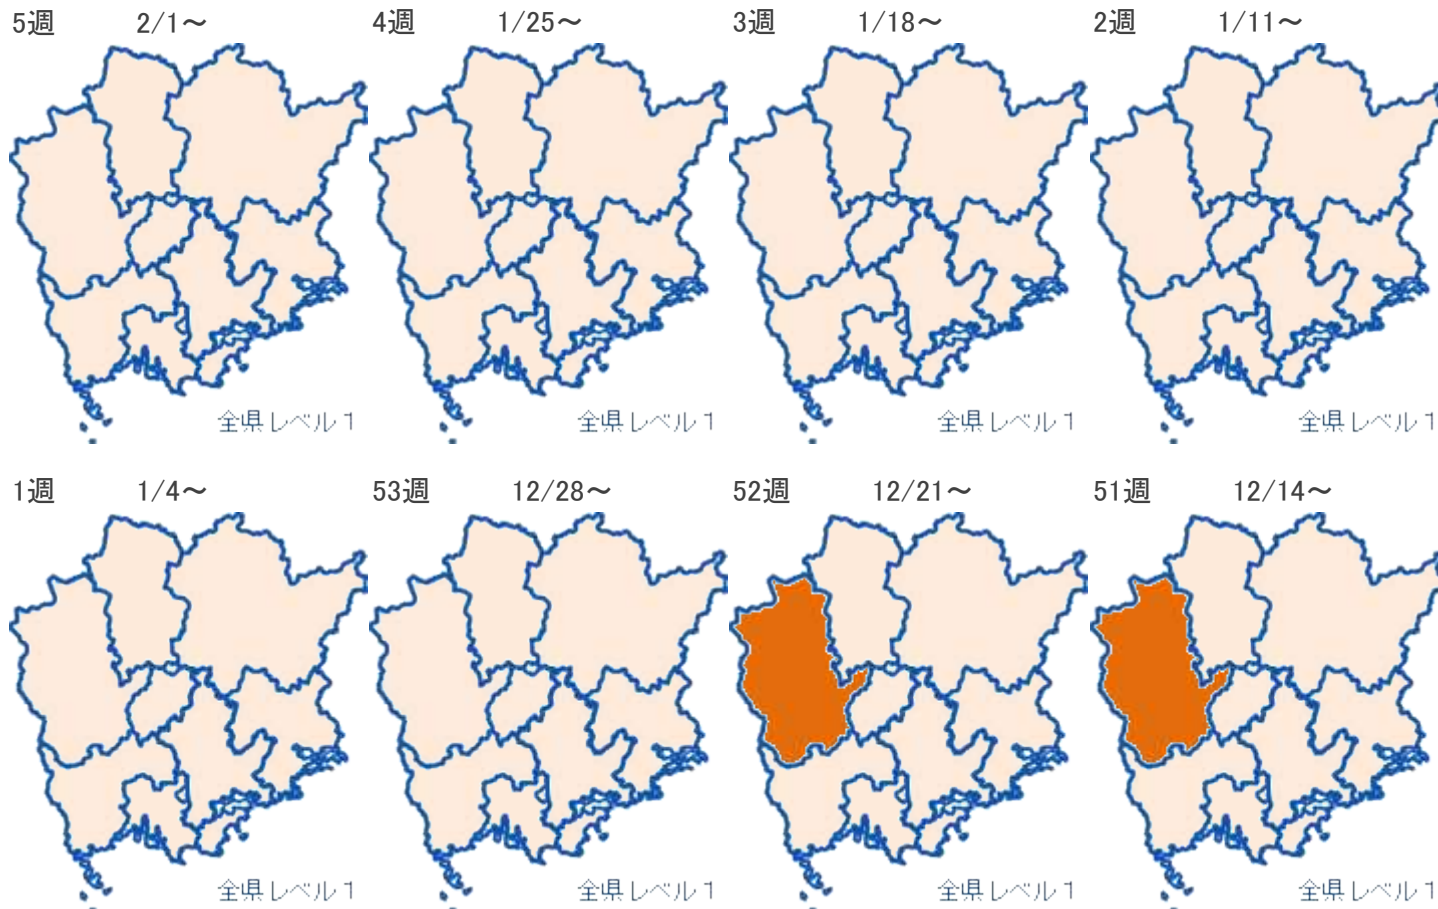 5週 2/1～
4週 1/25～
3週 1/18～
2週 1/11～
全県レベル1
全県レベル1
全県レベル1
全県レベル1
1週 1/4～
53週 12/28～
52週 12/21～
51週 12/14～
全県レベル1
全県レベル1
全県レベル1
全県レベル1